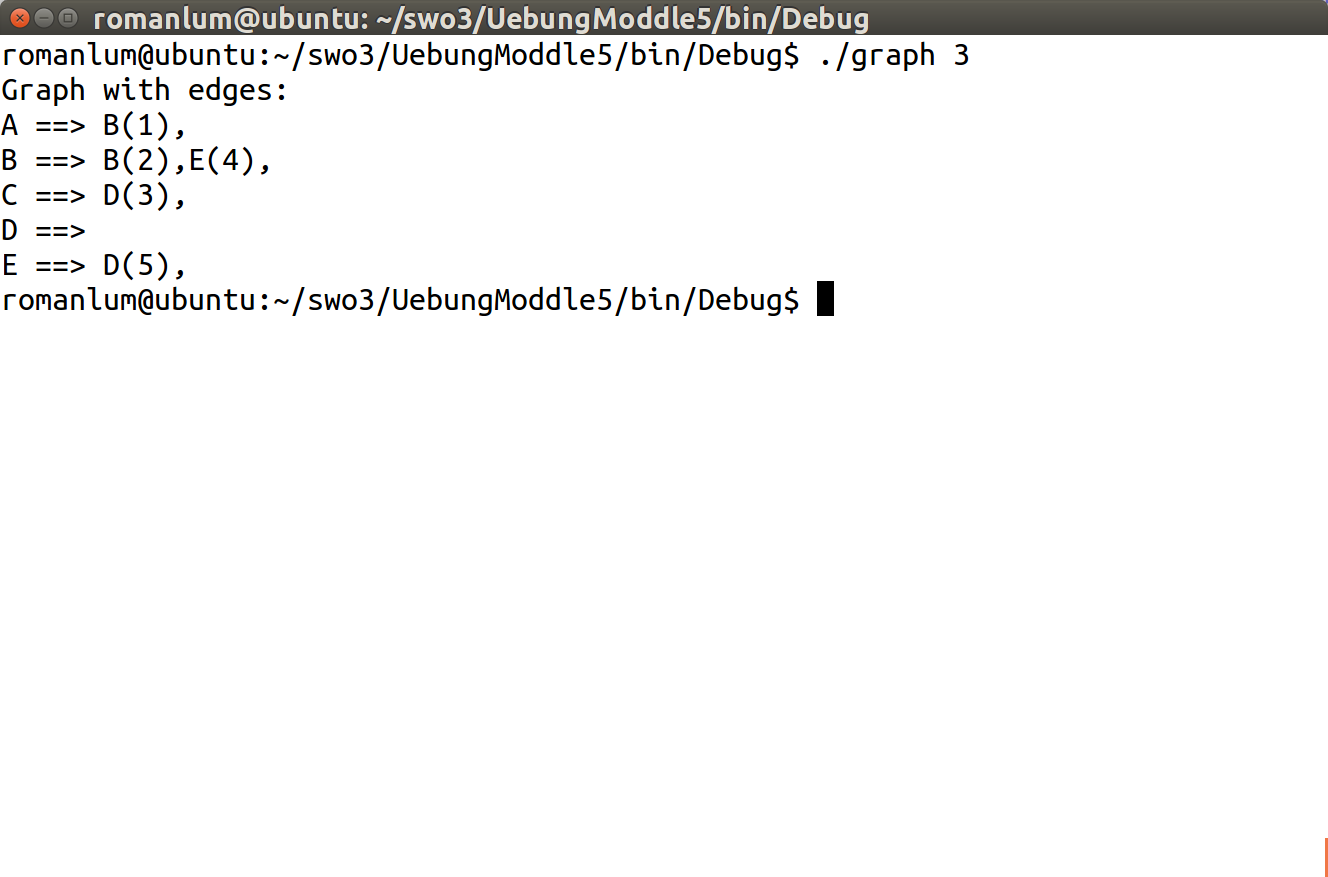 romanlum@ubuntu: ~/swo3/UebungModdle5/bin/Debug
romanlum@ubuntu:~/swo3/UebungModdle5/bin/Debug$ ./graph 3
Graph with edges:
A ==> B(1),
B ==> B(2),E(4),
C ==> D(3),
D ==>
E ==> D(5),
romanlum@ubuntu:~/swo3/UebungModdle5/bin/Debug$